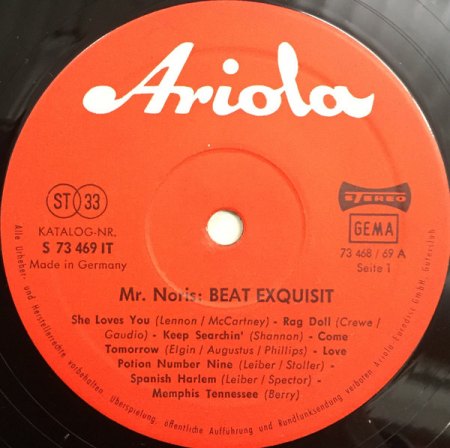 Ariola
ST 33
STEREO
GEMA
KATALOG-NR.
S 73 469 IT
Made in Germany
73 468 / 69 A
Seite 1
Mr. Noris: BEAT EXQUISIT
She Loves You (Lennon / McCartney) - Rag Doll (Crewe /
Gaudio) - Keep Searchin' (Shannon) - Come
Tomorrow (Elgin / Augustus / Phillips) - Love
Potion Number Nine (Leiber / Stoller) -
Spanish Harlem (Leiber / Spector) -
Memphis Tennessee (Berry)
Alle Urheber- und Herstellerrechte vorbehalten. Überspielung, öffentliche Aufführung und Rundfunksendung verboten. Ariola-Eurodisc GmbH, Gütersloh